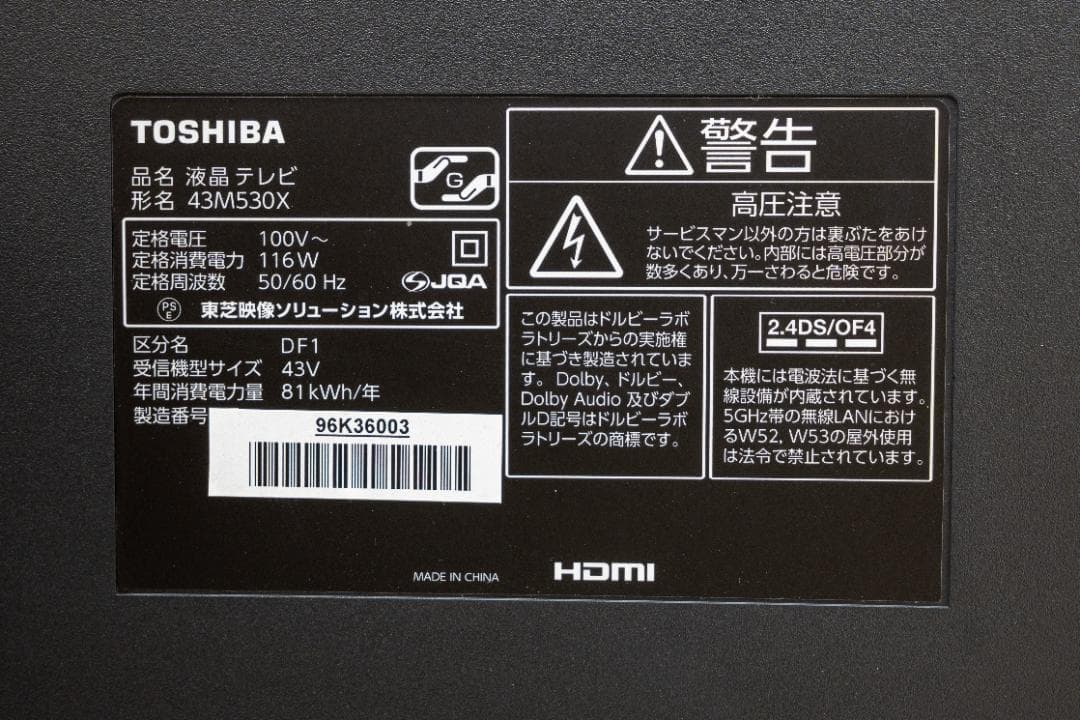 TOSHIBA
品名 液晶テレビ
形名 43M530X
G
定格電圧 100V～
定格消費電力 116W
定格周波数 50/60 Hz
JQA
PS
E
東芝映像ソリューション株式会社
区分名 DF1
受信機型サイズ 43V
年間消費電力量 81kWh/年
製造番号
96K36003
MADE IN CHINA
警告
高圧注意
サービスマン以外の方は裏ぶたをあけ
ないでください。内部には高電圧部分が
数多くあり、万一さわると危険です。
この製品はドルビーラボ
ラトリーズからの実施権
に基づき製造されていま
す。Dolby、ドルビー、
Dolby Audio 及びダブ
ルD記号はドルビーラボ
ラトリーズの商標です。
2.4DS/OF4
本機には電波法に基づく無
線設備が内蔵されています。
5GHz帯の無線LANにおけ
るW52, W53の屋外使用
は法令で禁止されています。
HDMI